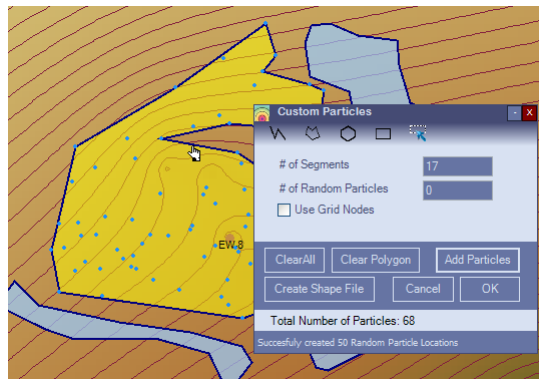 Custom Particles
# of Segments 17
# of Random Particles 0
Use Grid Nodes
EW 8
ClearAll Clear Polygon Add Particles
Create Shape File Cancel OK
Total Number of Particles: 68
Succesfuly created 50 Random Particle Locations